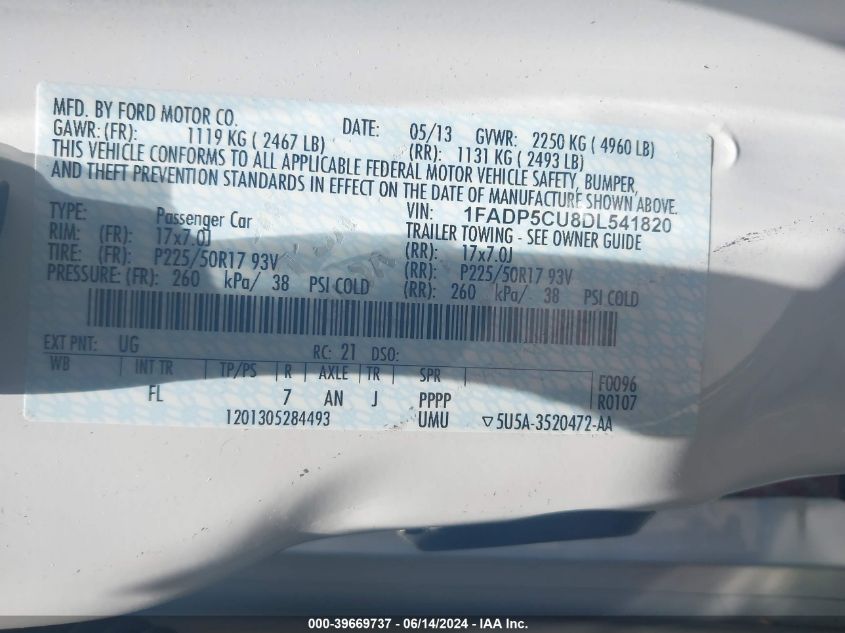 MFD. BY FORD MOTOR CO.
DATE: 05/13 GVWR: 2250 KG ( 4960 LB)
GAWR: (FR): 1119 KG ( 2467 LB) (RR): 1131 KG ( 2493 LB)
THIS VEHICLE CONFORMS TO ALL APPLICABLE FEDERAL MOTOR VEHICLE SAFETY, BUMPER,
AND THEFT PREVENTION STANDARDS IN EFFECT ON THE DATE OF MANUFACTURE SHOWN ABOVE.
VIN: 1FADP5CU8DL541820
TYPE: Passenger Car TRAILER TOWING - SEE OWNER GUIDE
RIM: (FR): 17x7.0J (RR): 17x7.0J
TIRE: (FR): P225/50R17 93V (RR): P225/50R17 93V
PRESSURE: (FR): 260 kPa/ 38 PSI COLD (RR): 260 kPa/ 38 PSI COLD
EXT PNT: UG RC: 21 DSO:
WB INT TR TP/PS R AXLE TR SPR F0096
FL 7 AN J PPPP R0107
1201305284493 UMU ▽5U5A-3520472-AA
000-39669737 - 06/14/2024 - IAA Inc.